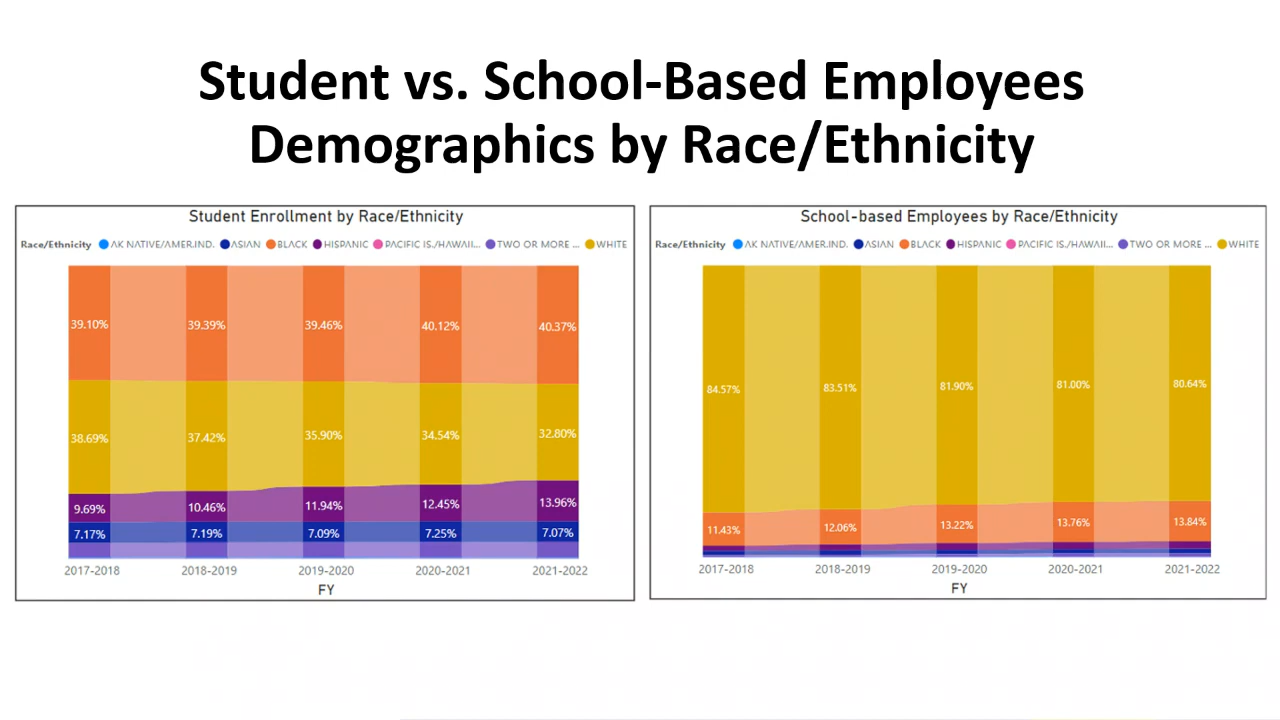 Student vs. School-Based Employees
Demographics by Race/Ethnicity
Student Enrollment by Race/Ethnicity
Race/Ethnicity AK NATIVE/AMER.IND. ASIAN BLACK HISPANIC PACIFIC IS./HAWAII... TWO OR MORE ... WHITE
39.10% 39.39% 39.46% 40.12% 40.37%
38.69% 37.42% 35.90% 34.54% 32.80%
9.69% 10.46% 11.94% 12.45% 13.96%
7.17% 7.19% 7.09% 7.25% 7.07%
2017-2018 2018-2019 2019-2020 2020-2021 2021-2022
FY
School-based Employees by Race/Ethnicity
Race/Ethnicity AK NATIVE/AMER.IND. ASIAN BLACK HISPANIC PACIFIC IS./HAWAII... TWO OR MORE ... WHITE
84.57% 83.51% 81.90% 81.00% 80.64%
11.43% 12.06% 13.22% 13.76% 13.84%
2017-2018 2018-2019 2019-2020 2020-2021 2021-2022
FY